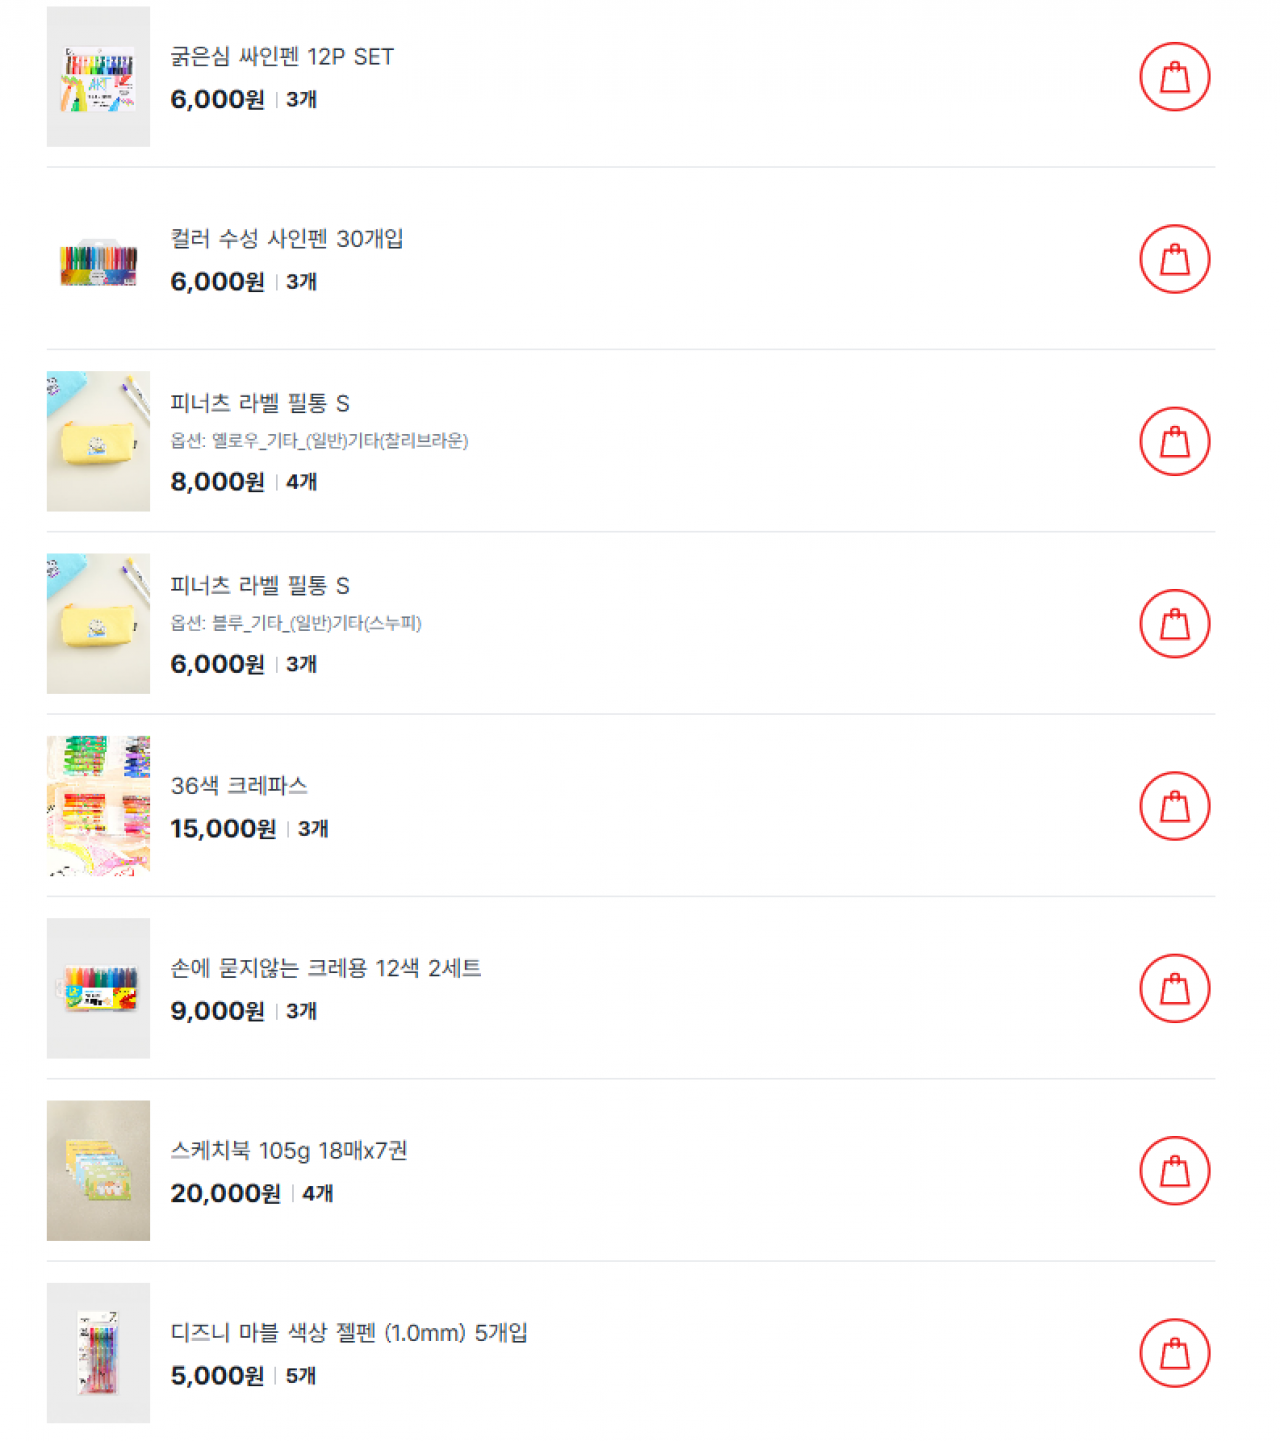 굵은심 싸인펜 12P SET
6,000원 | 3개
컬러 수성 사인펜 30개입
6,000원 | 3개
피너츠 라벨 필통 S
옵션: 옐로우_기타_(일반)기타(찰리브라운)
8,000원 | 4개
피너츠 라벨 필통 S
옵션: 블루_기타_(일반)기타(스누피)
6,000원 | 3개
36색 크레파스
15,000원 | 3개
손에 묻지않는 크레용 12색 2세트
9,000원 | 3개
스케치북 105g 18매x7권
20,000원 | 4개
디즈니 마블 색상 젤펜 (1.0mm) 5개입
5,000원 | 5개